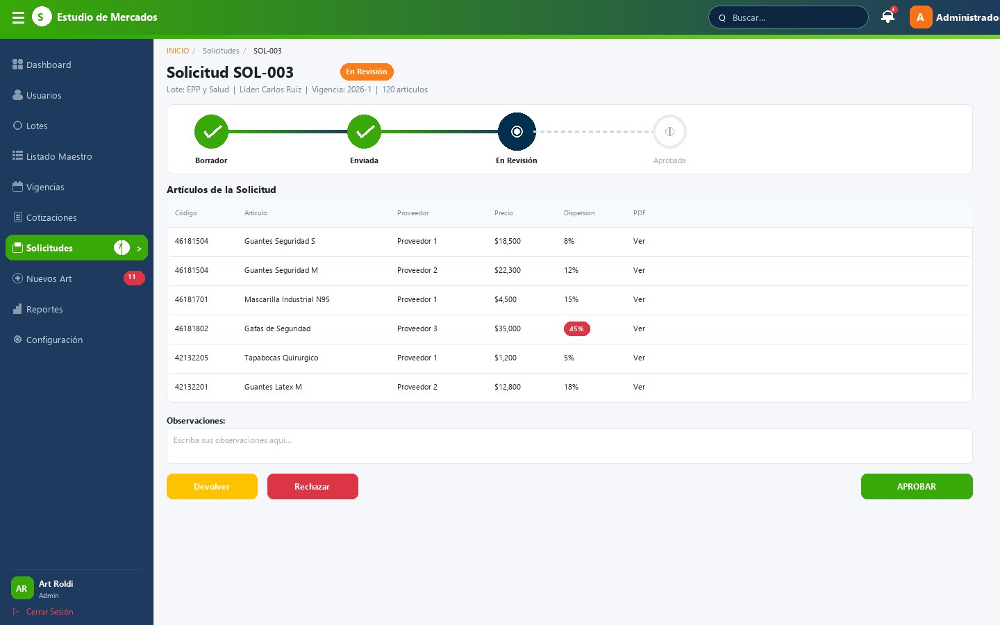 S Estudio de Mercados
Buscar...
3
A Administrado
Dashboard
Usuarios
Lotes
Listado Maestro
Vigencias
Cotizaciones
Solicitudes 7 >
Nuevos Art 11
Reportes
Configuración
AR Art Roldi
Admin
[> Cerrar Sesión
INICIO / Solicitudes / SOL-003
Solicitud SOL-003 En Revisión
Lote: EPP y Salud | Líder: Carlos Ruiz | Vigencia: 2026-1 | 120 artículos
Borrador Enviada En Revisión Aprobada
Artículos de la Solicitud
Código Artículo Proveedor Precio Dispersion PDF
46181504 Guantes Seguridad S Proveedor 1 $18,500 8% Ver
46181504 Guantes Seguridad M Proveedor 2 $22,300 12% Ver
46181701 Mascarilla Industrial N95 Proveedor 1 $4,500 15% Ver
46181802 Gafas de Seguridad Proveedor 3 $35,000 45% Ver
42132205 Tapabocas Quirurgico Proveedor 1 $1,200 5% Ver
42132201 Guantes Latex M Proveedor 2 $12,800 18% Ver
Observaciones:
Escriba sus observaciones aquí...
Devolver Rechazar APROBAR